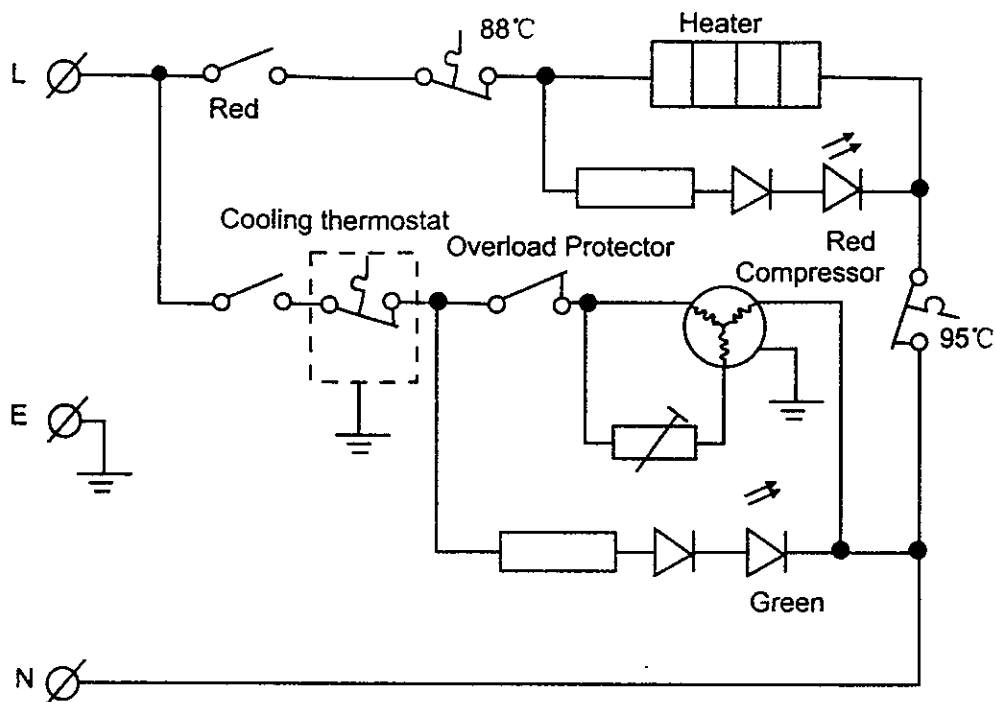 Heater
88℃
L
Red
Cooling thermostat
Overload Protector
Red
Compressor
95℃
E
Green
N